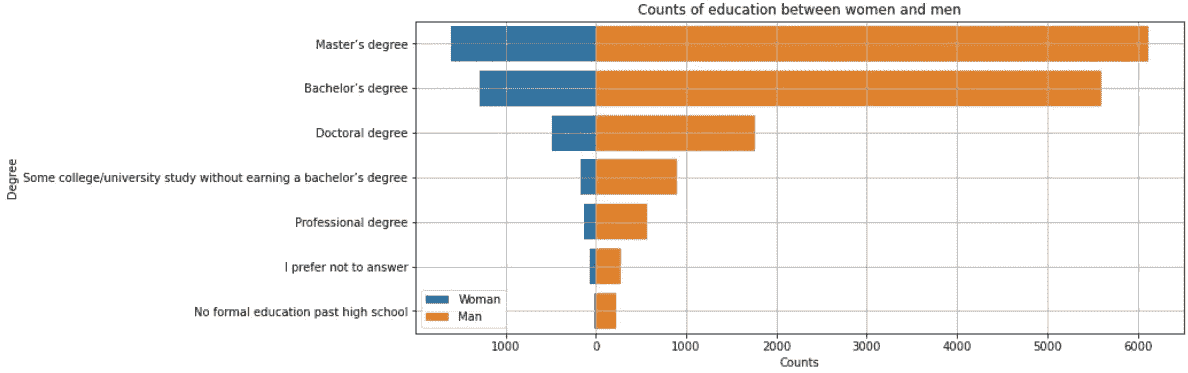 Counts of education between women and men
Degree
Master's degree
Bachelor's degree
Doctoral degree
Some college/university study without earning a bachelor's degree
Professional degree
I prefer not to answer
No formal education past high school
Woman
Man
1000 0 1000 2000 3000 4000 5000 6000
Counts